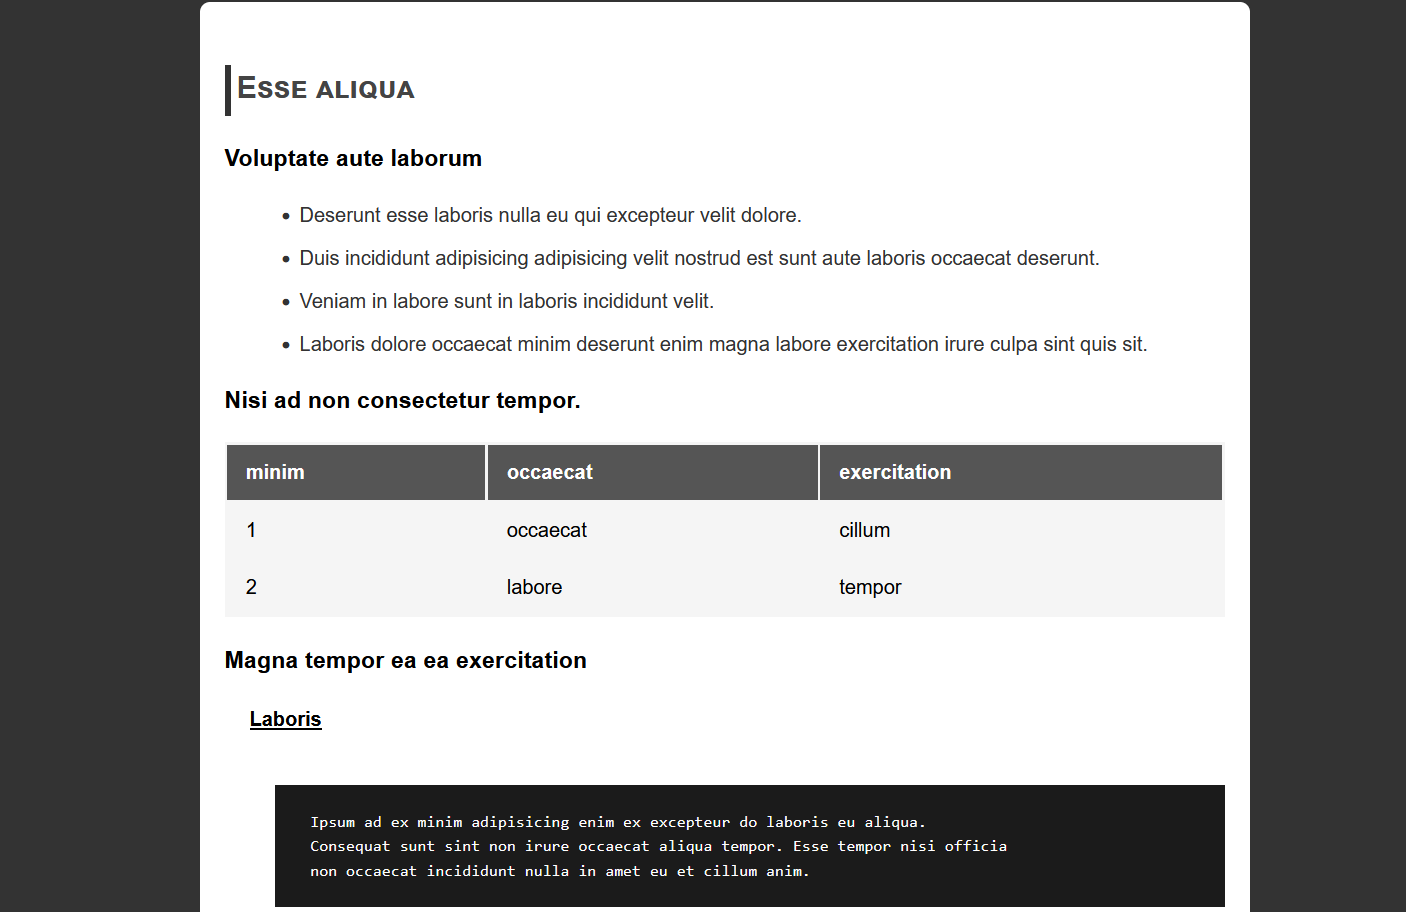 Esse aliqua
Voluptate aute laborum
• Deserunt esse laboris nulla eu qui excepteur velit dolore.
• Duis incididunt adipisicing adipisicing velit nostrud est sunt aute laboris occaecat deserunt.
• Veniam in labore sunt in laboris incididunt velit.
• Laboris dolore occaecat minim deserunt enim magna labore exercitation irure culpa sint quis sit.
Nisi ad non consectetur tempor.
minim occaecat exercitation
1 occaecat cillum
2 labore tempor
Magna tempor ea ea exercitation
Laboris
Ipsum ad ex minim adipisicing enim ex excepteur do laboris eu aliqua.
Consequat sunt sint non irure occaecat aliqua tempor. Esse tempor nisi officia
non occaecat incididunt nulla in amet eu et cillum anim.